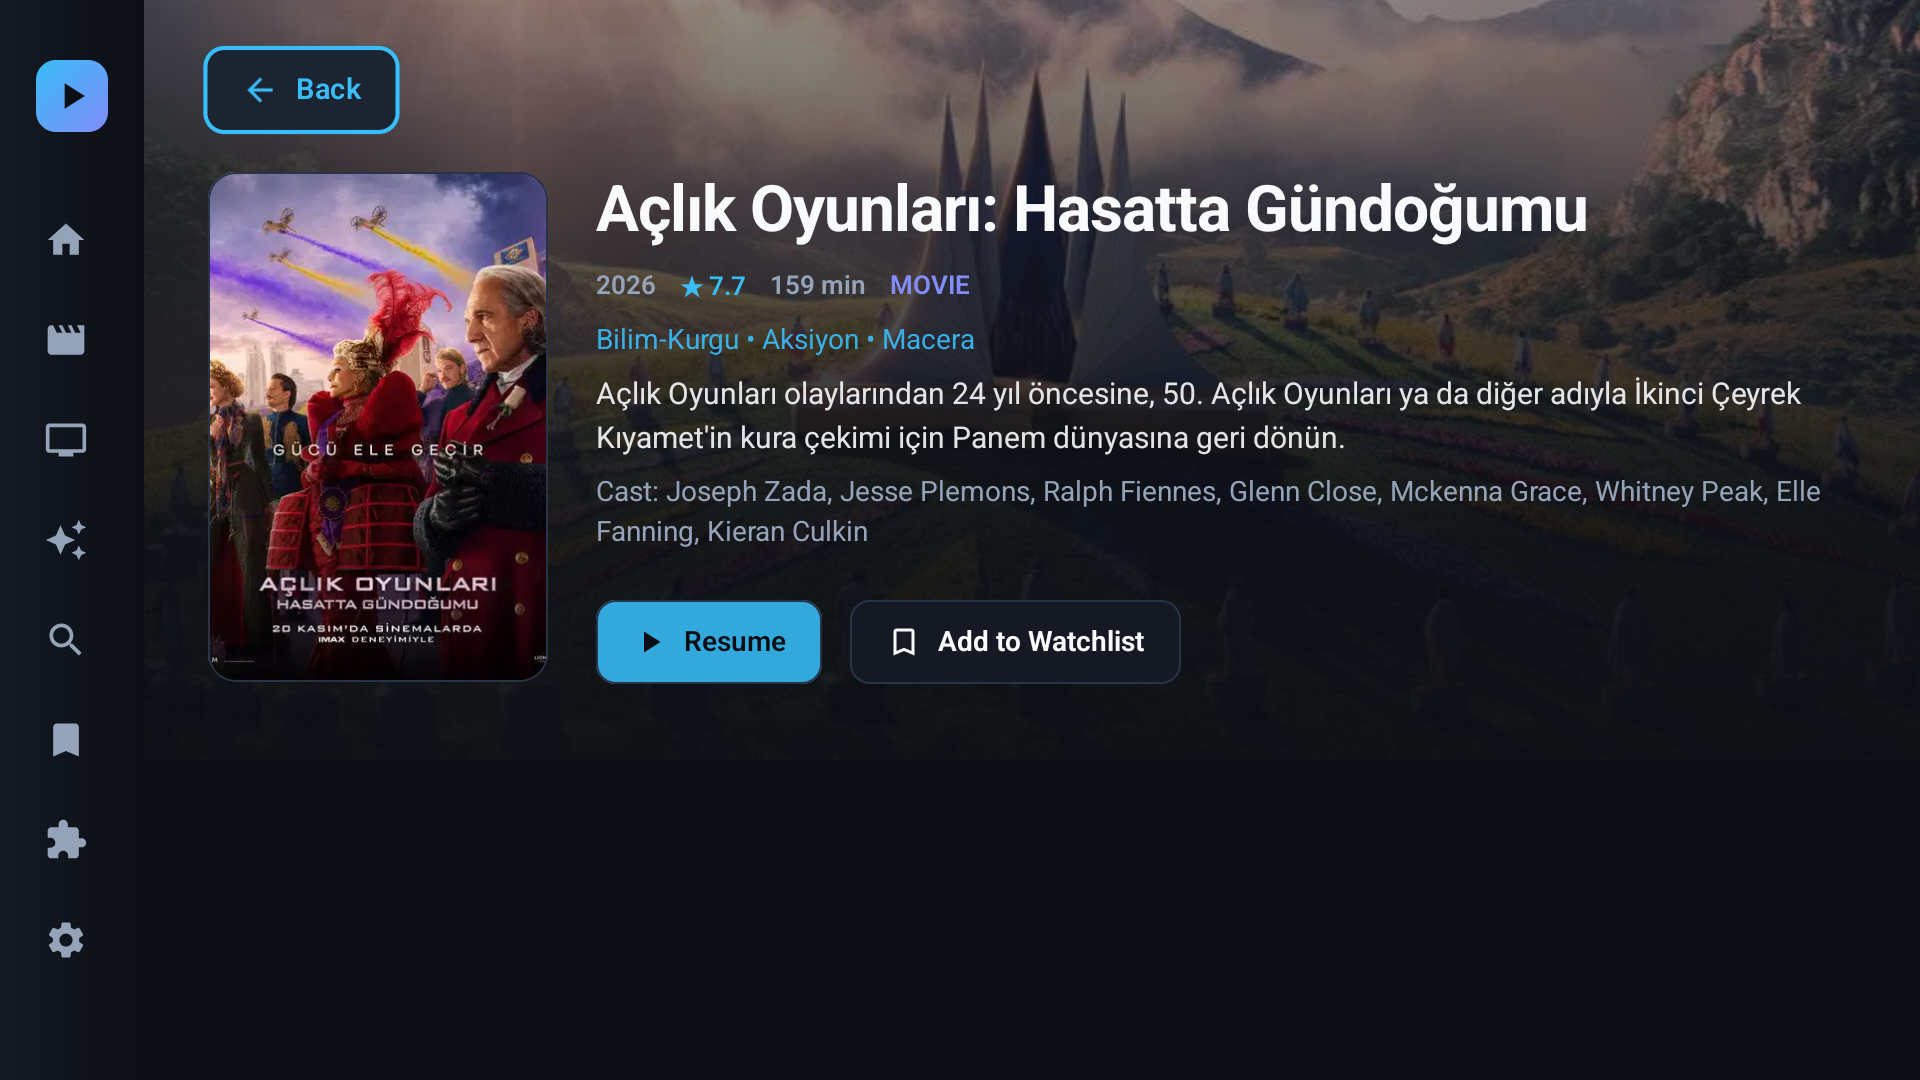 Back
Açlık Oyunları: Hasatta Gündoğumu
2026 ★ 7.7 159 min MOVIE
Bilim-Kurgu • Aksiyon • Macera
Açlık Oyunları olaylarından 24 yıl öncesine, 50. Açlık Oyunları ya da diğer adıyla İkinci Çeyrek
Kıyamet'in kura çekimi için Panem dünyasına geri dönün.
Cast: Joseph Zada, Jesse Plemons, Ralph Fiennes, Glenn Close, Mckenna Grace, Whitney Peak, Elle
Fanning, Kieran Culkin
Resume
Add to Watchlist
GÜCÜ ELE GEÇİR
AÇLIK OYUNLARI
HASATTA GÜNDOĞUMU
20 KASIM'DA SİNEMALARDA
IMAX DENEYİMİYLE